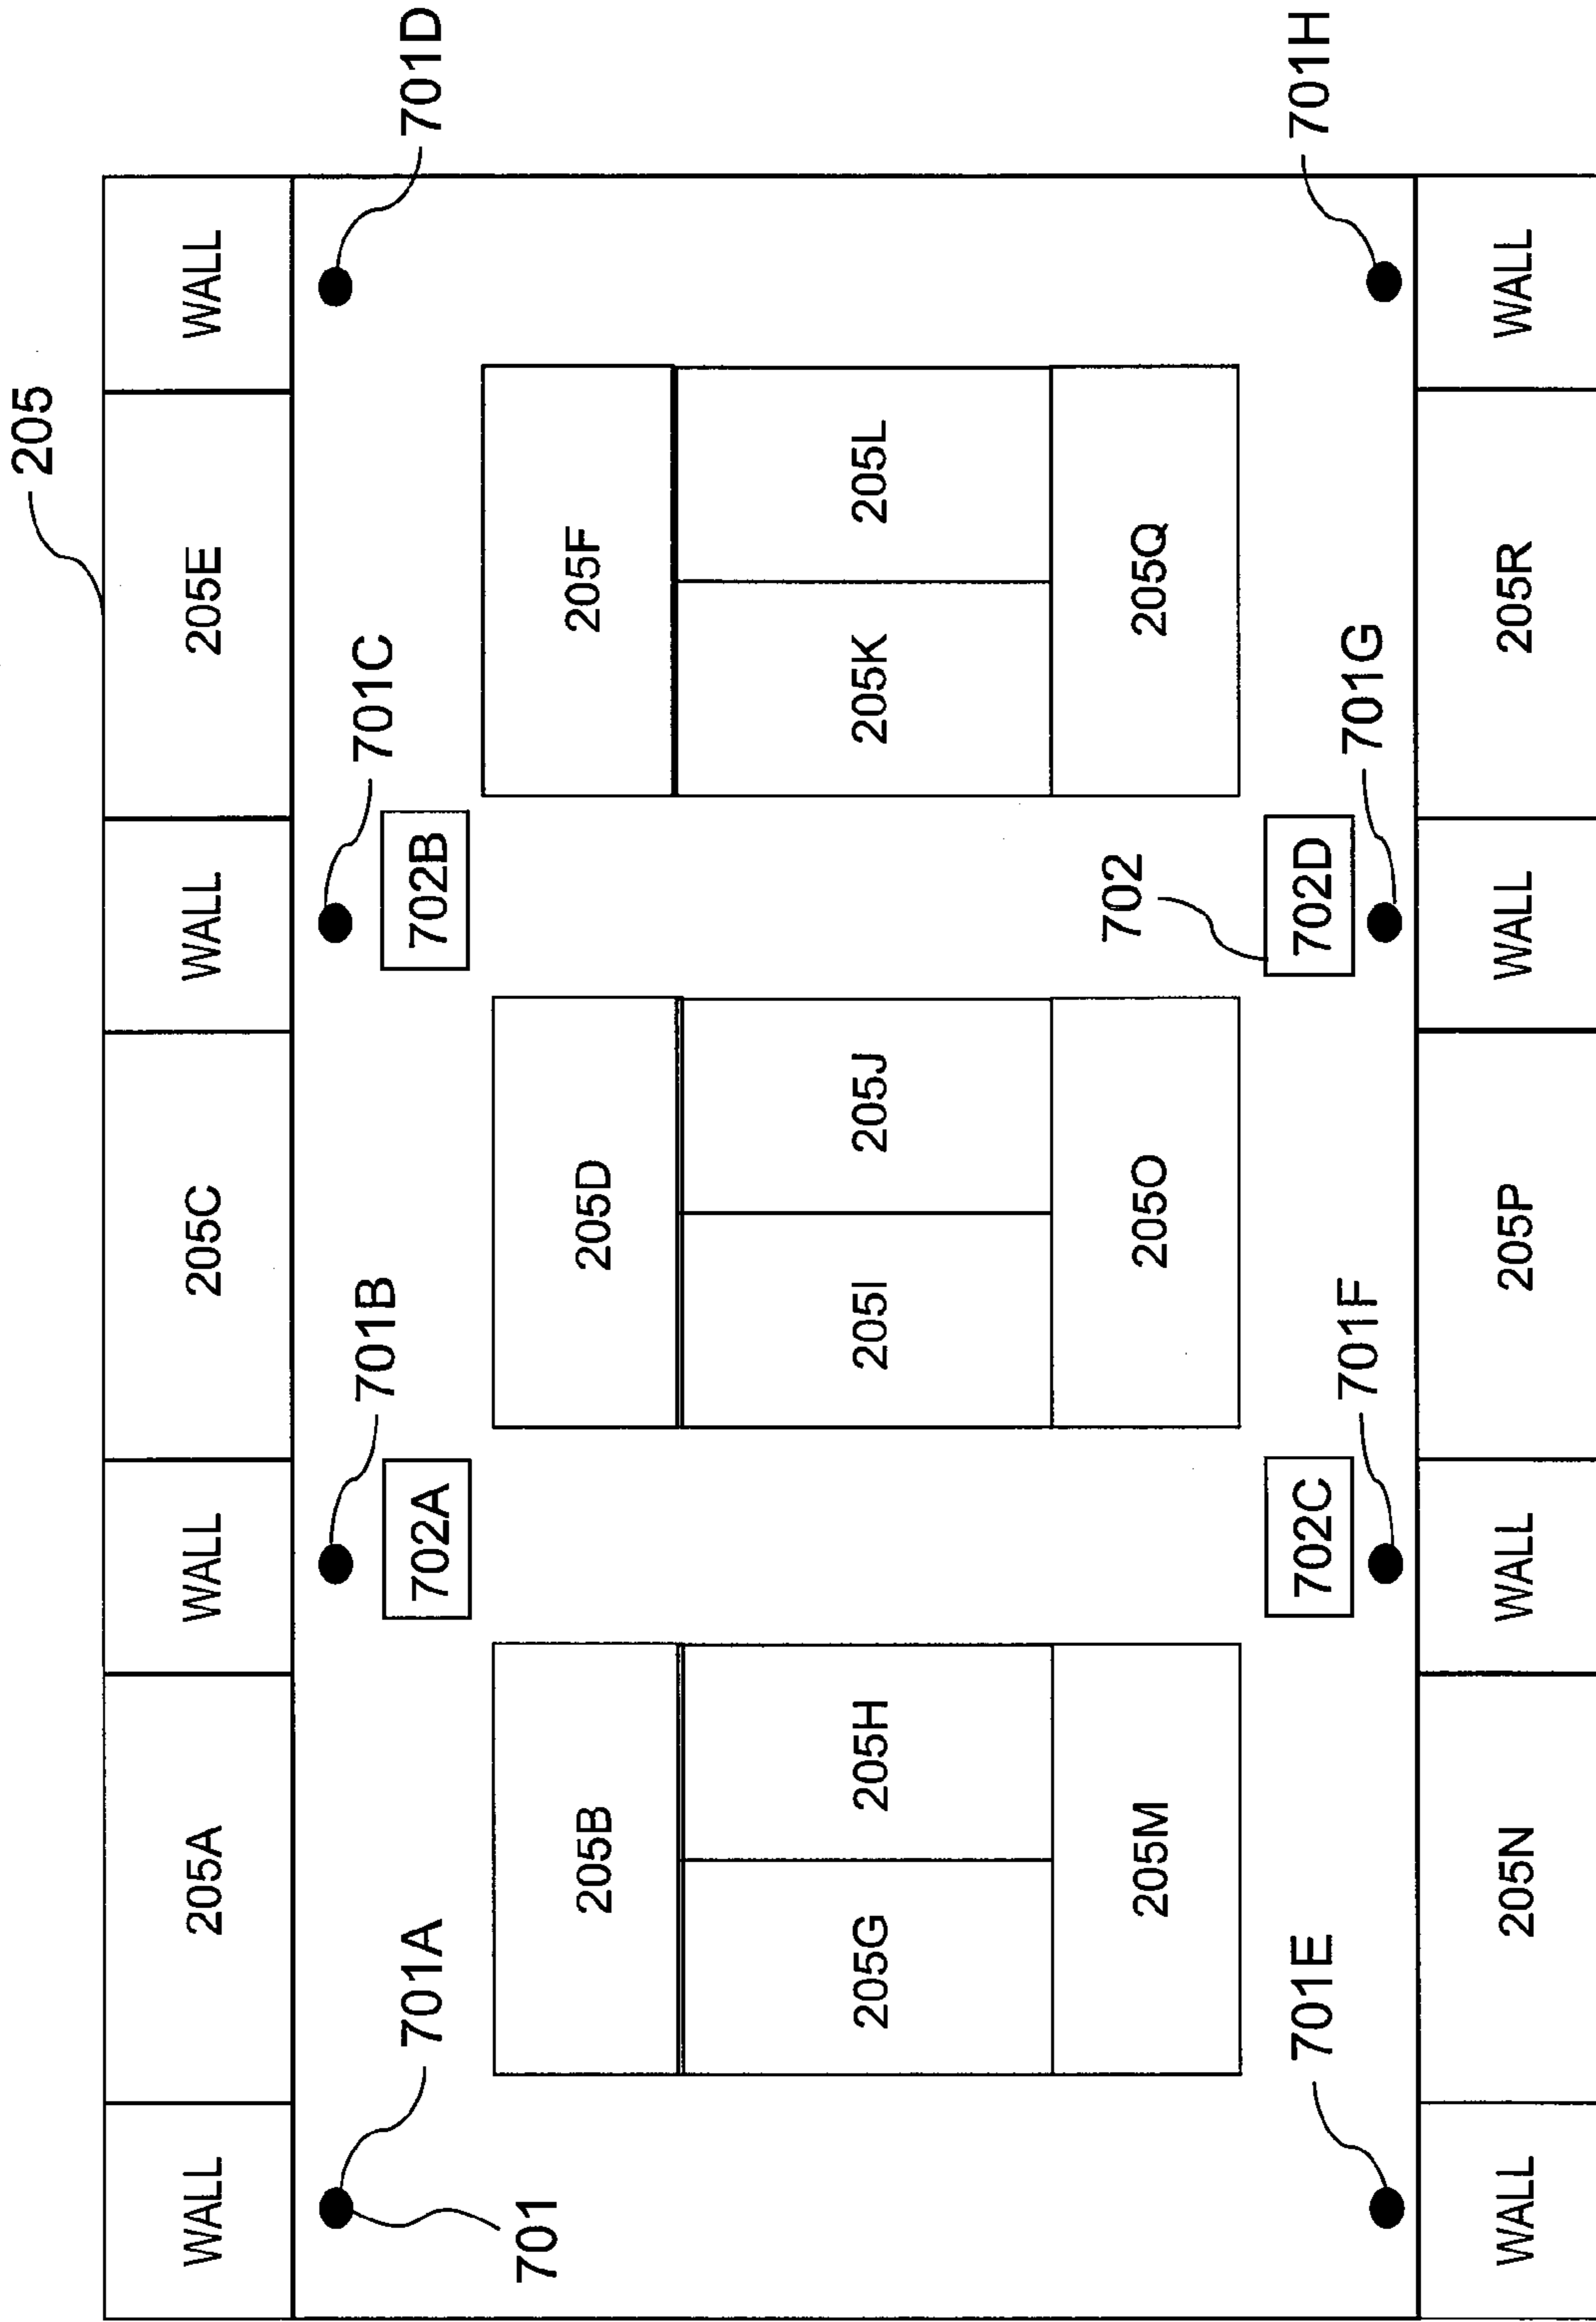 205
WALL 205A WALL 205C WALL 205E WALL
701B 701C
701A 702A 702B 701D
701
205B 205D 205F
205G 205H 205I 205J 205K 205L
702
205M 205O 205Q
701E 702C 702D 701H
701F 701G
WALL 205N WALL 205P WALL 205R WALL